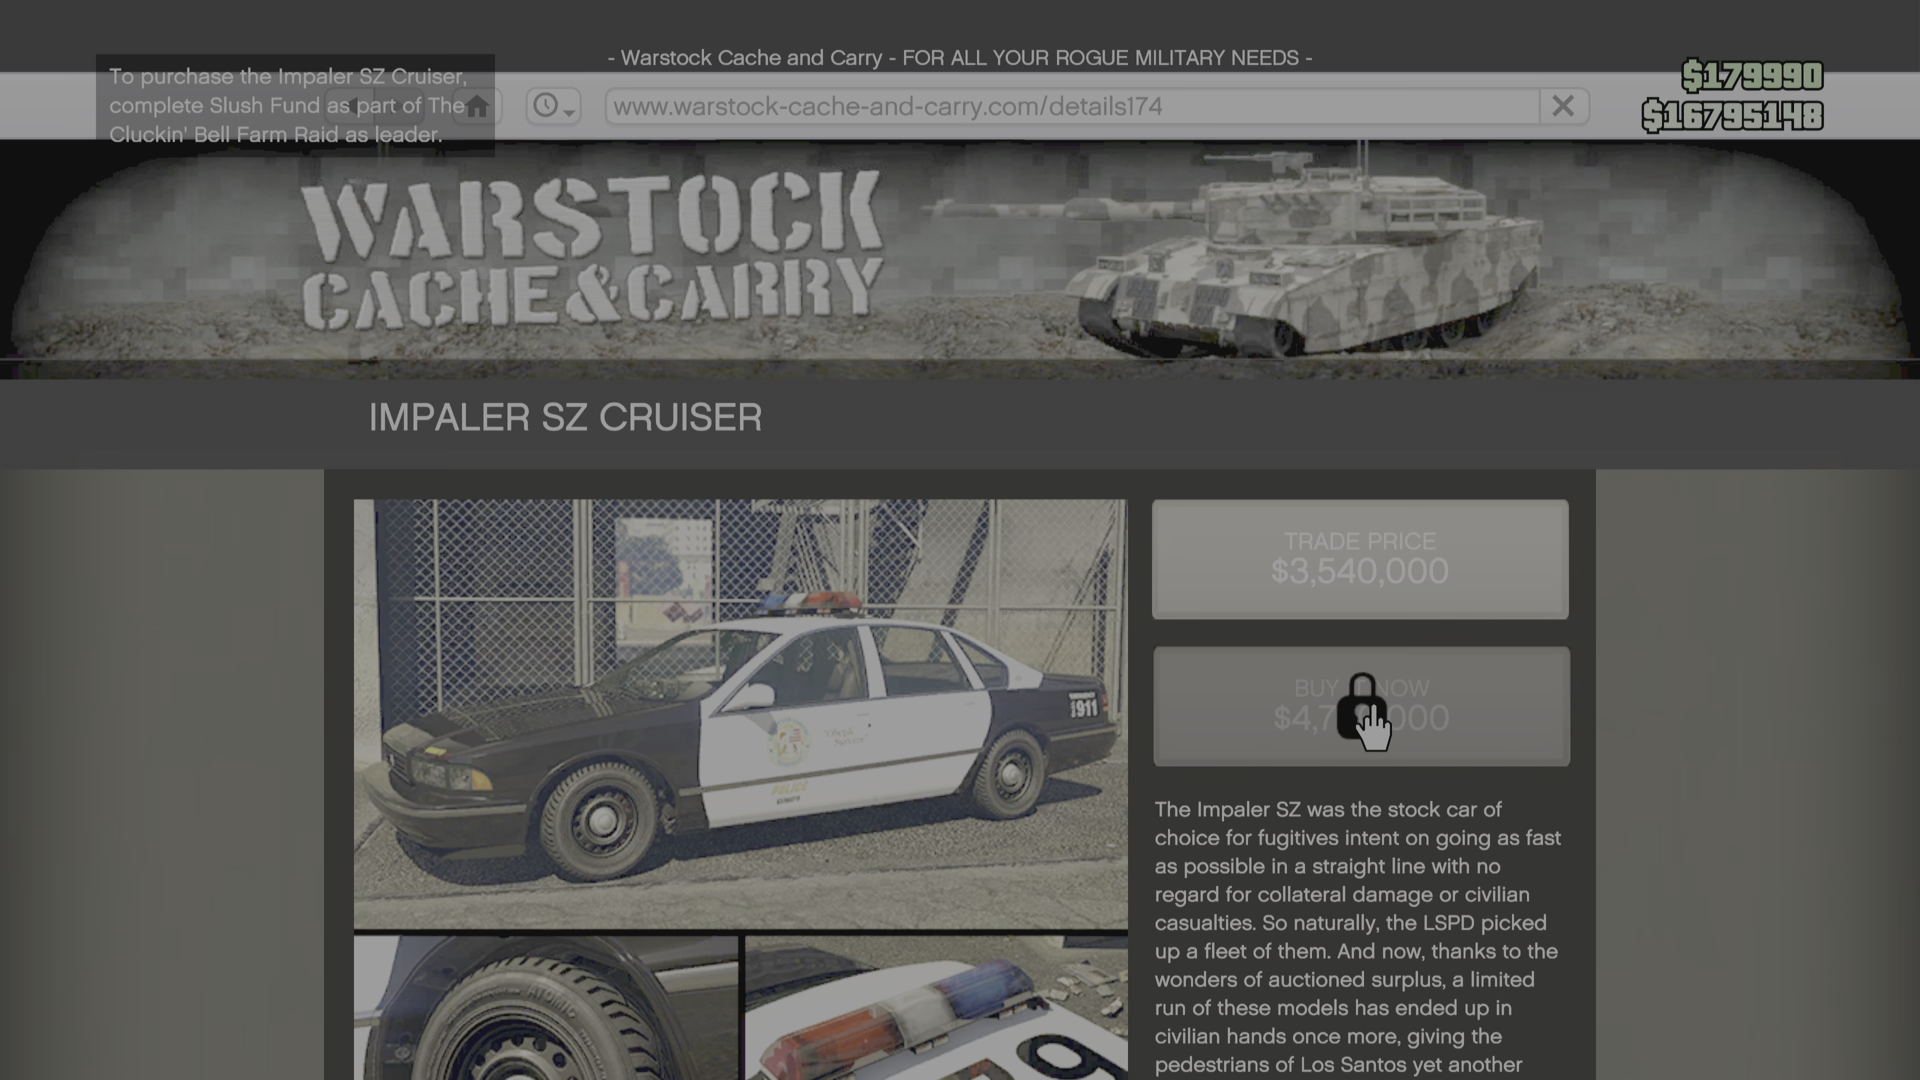 - Warstock Cache and Carry - FOR ALL YOUR ROGUE MILITARY NEEDS -
To purchase the Impaler SZ Cruiser,
complete Slush Fund as part of The
Cluckin' Bell Farm Raid as leader.
www.warstock-cache-and-carry.com/details174
$179990
$16795148
WARSTOCK
CACHE&CARRY
IMPALER SZ CRUISER
911
POLICE
TRADE PRICE
$3,540,000
BUY NOW
The Impaler SZ was the stock car of
choice for fugitives intent on going as fast
as possible in a straight line with no
regard for collateral damage or civilian
casualties. So naturally, the LSPD picked
up a fleet of them. And now, thanks to the
wonders of auctioned surplus, a limited
run of these models has ended up in
civilian hands once more, giving the
pedestrians of Los Santos yet another
ATOMIC